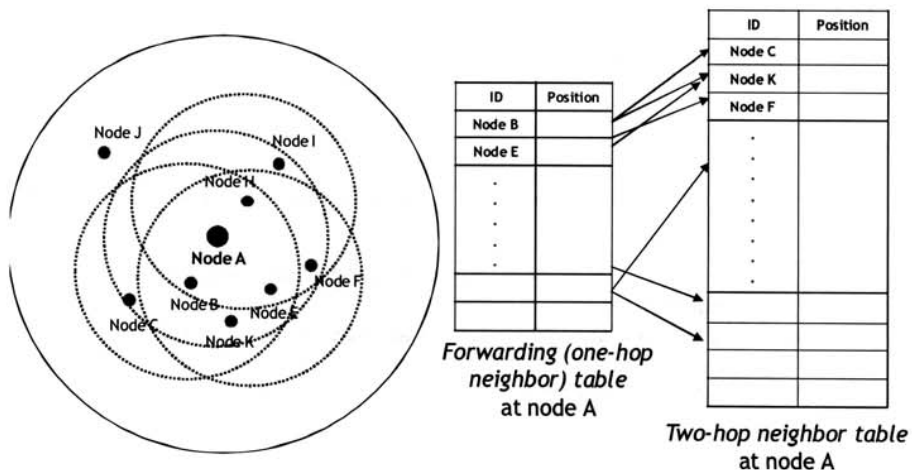 Node J
Node I
Node H
Node A
Node F
Node B
Node E
Node C
Node K
ID Position
Node B
Node E
Forwarding (one-hop
neighbor) table
at node A
ID Position
Node C
Node K
Node F
Two-hop neighbor table
at node A